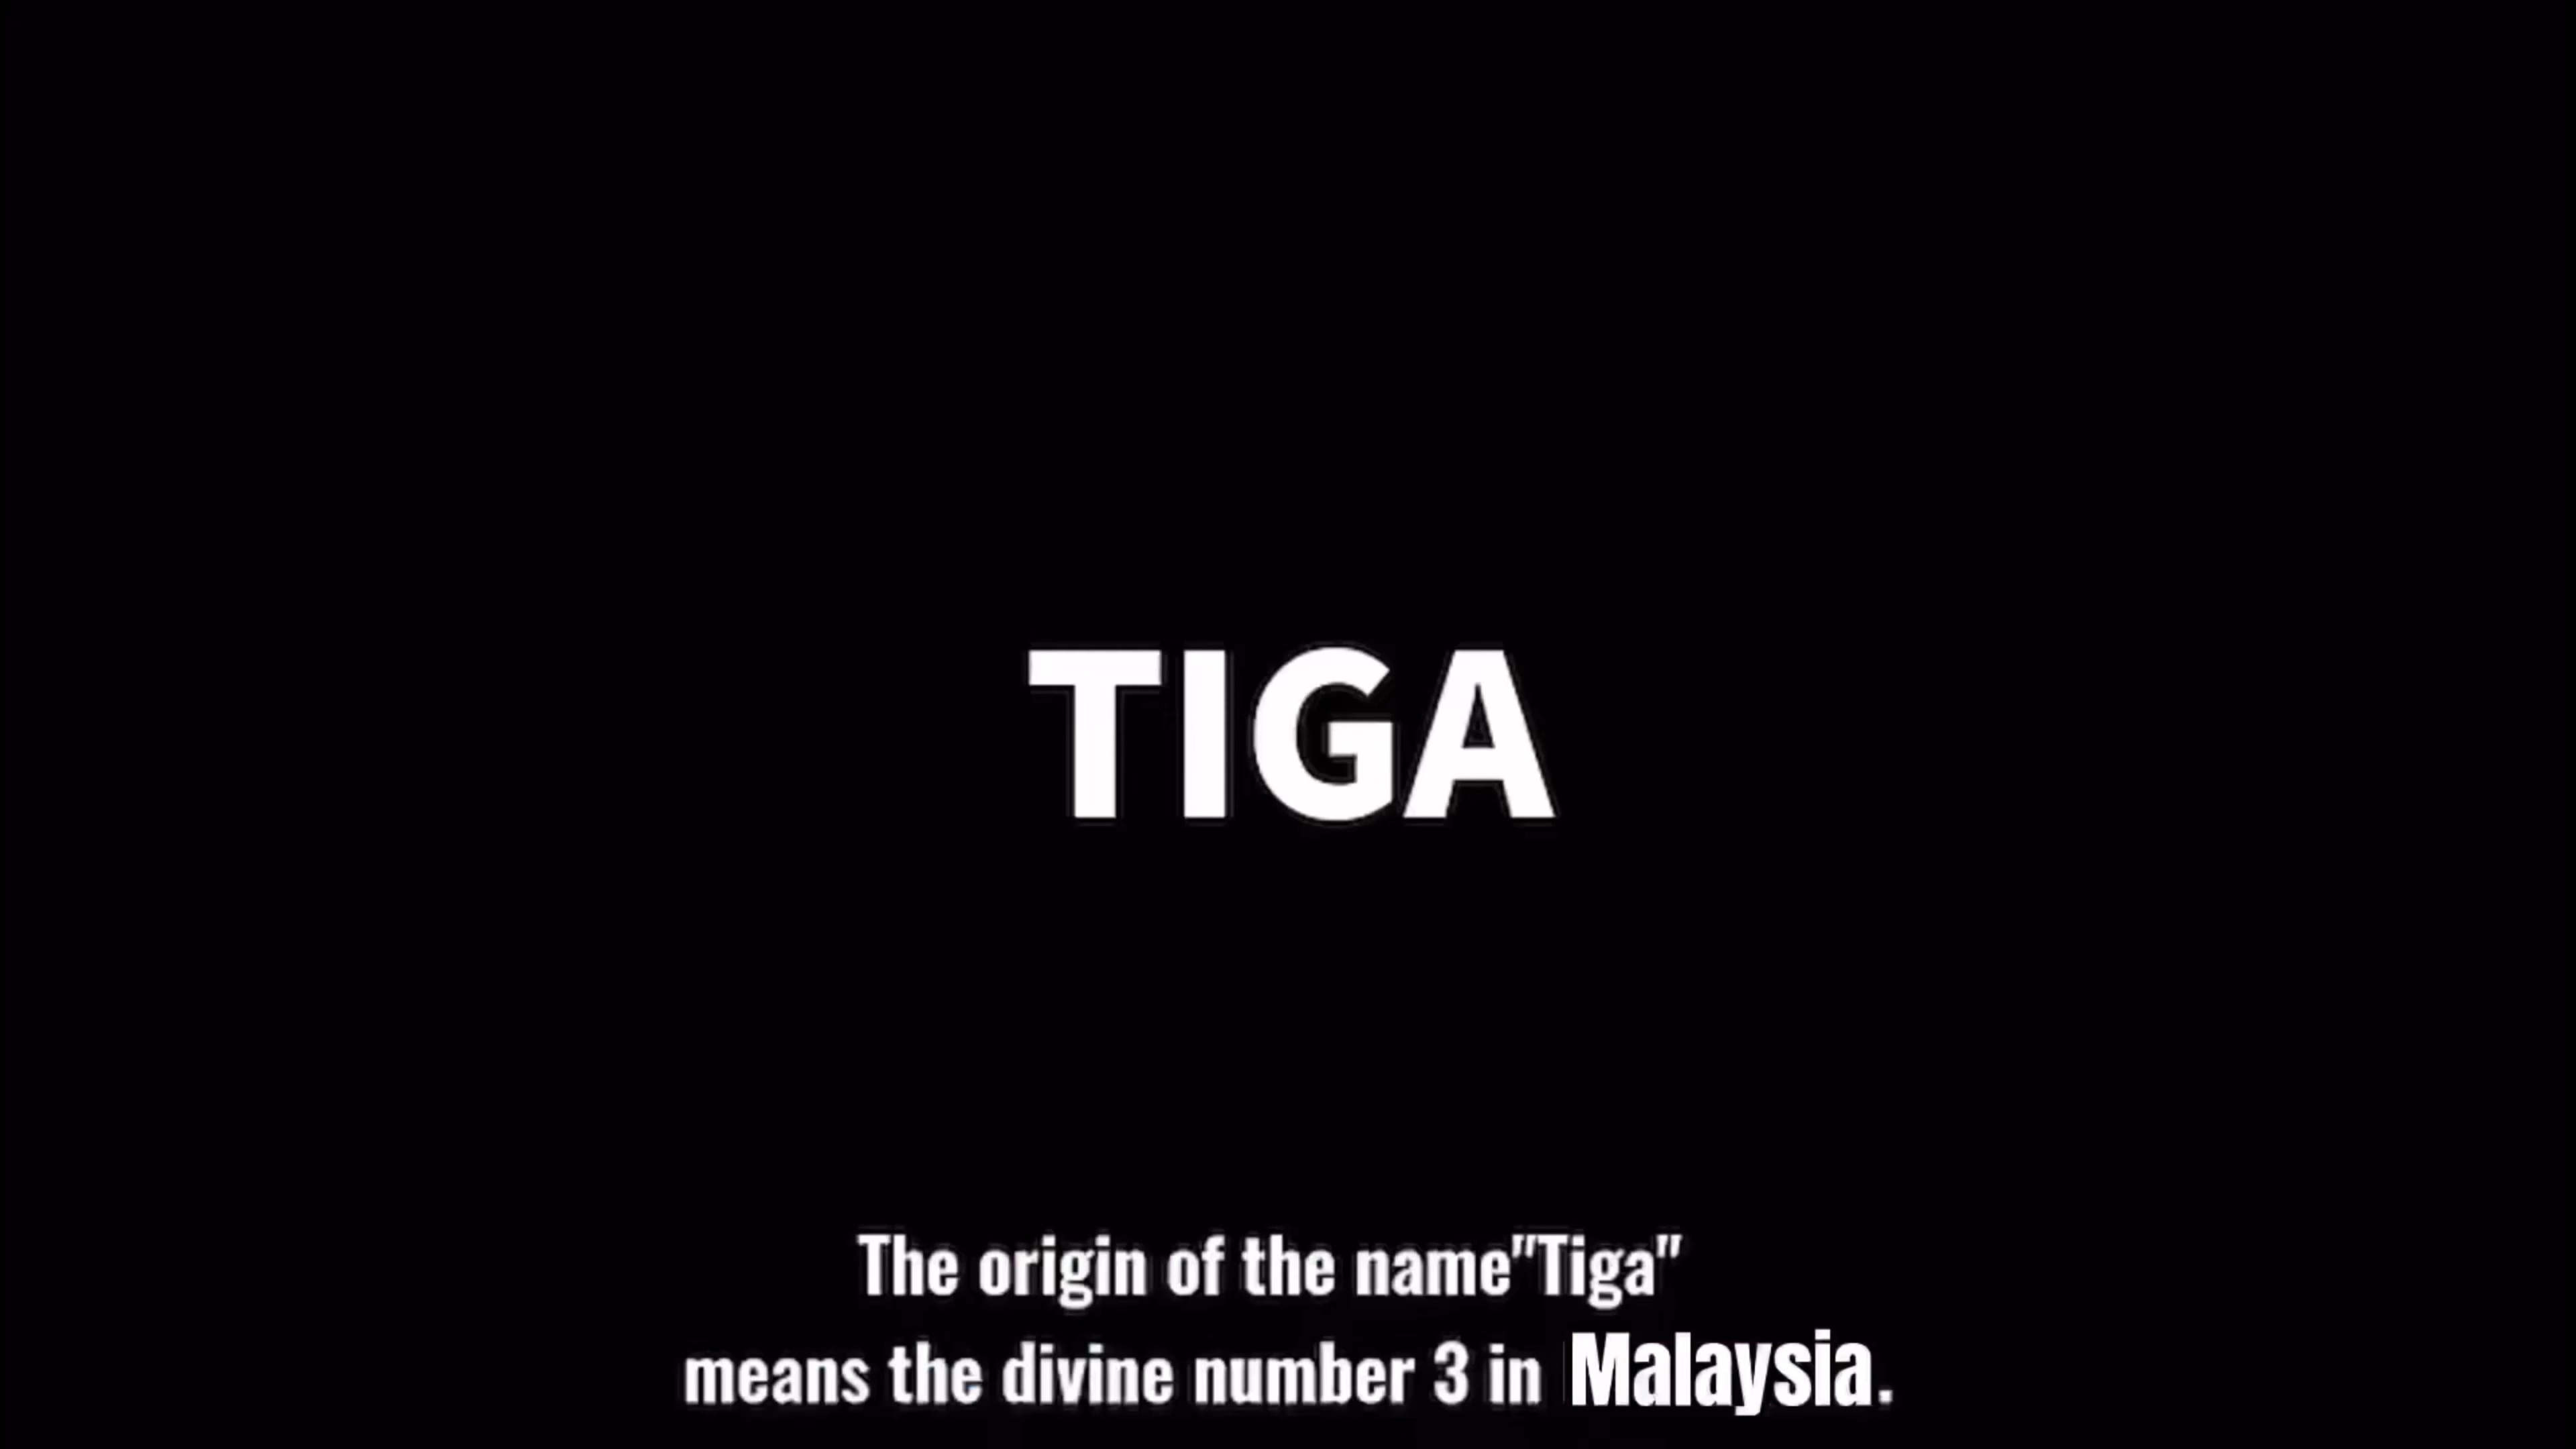 TIGA
The origin of the name"Tiga"
means the divine number 3 in Malaysia.